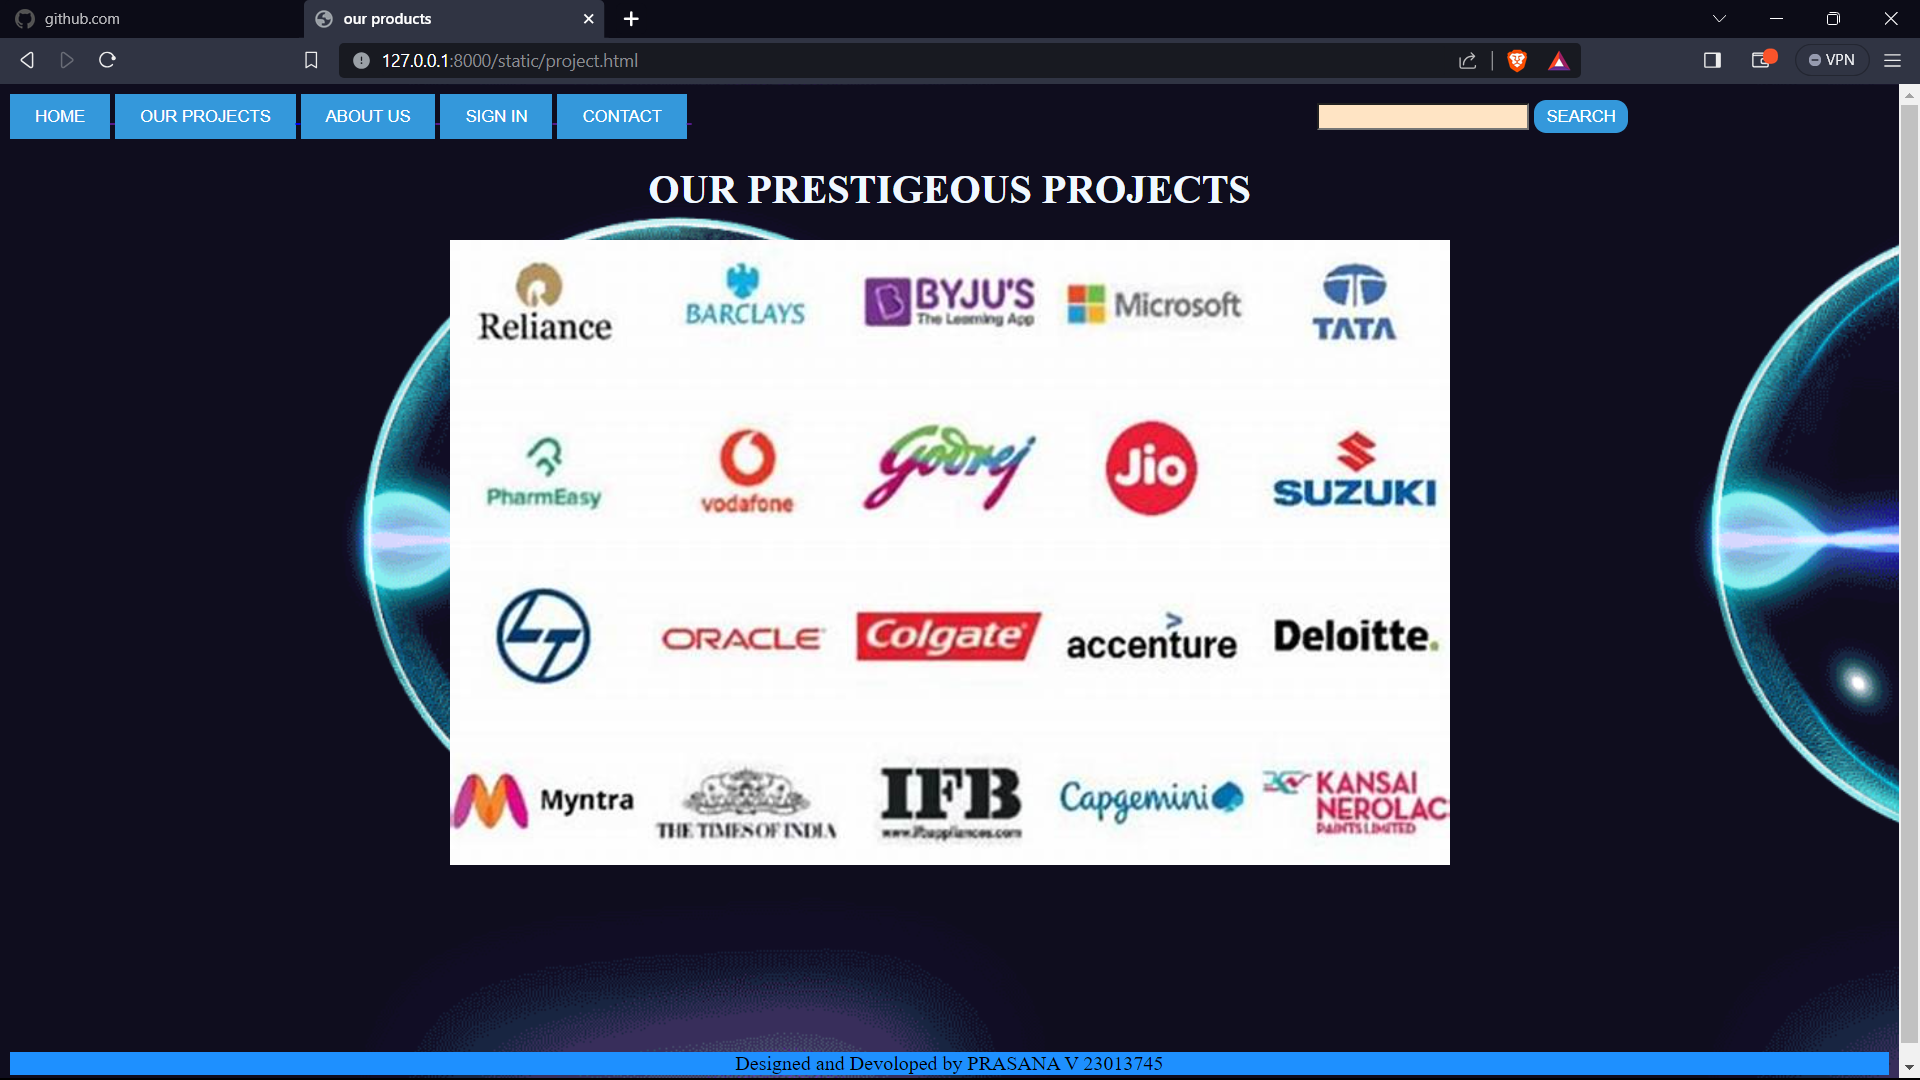 github.com
our products
127.0.0.1:8000/static/project.html
VPN
HOME
OUR PROJECTS
ABOUT US
SIGN IN
CONTACT
SEARCH
OUR PRESTIGEOUS PROJECTS
Reliance
BARCLAYS
BYJU'S
The Learning App
Microsoft
TATA
PharmEasy
vodafone
Godrej
Jio
SUZUKI
LT
ORACLE
Colgate
accenture
Deloitte.
Myntra
THE TIMES OF INDIA
IFB
www.ifbappliances.com
Capgemini
KANSAI
NEROLAC
PAINTS LIMITED
Designed and Devoloped by PRASANA V 23013745